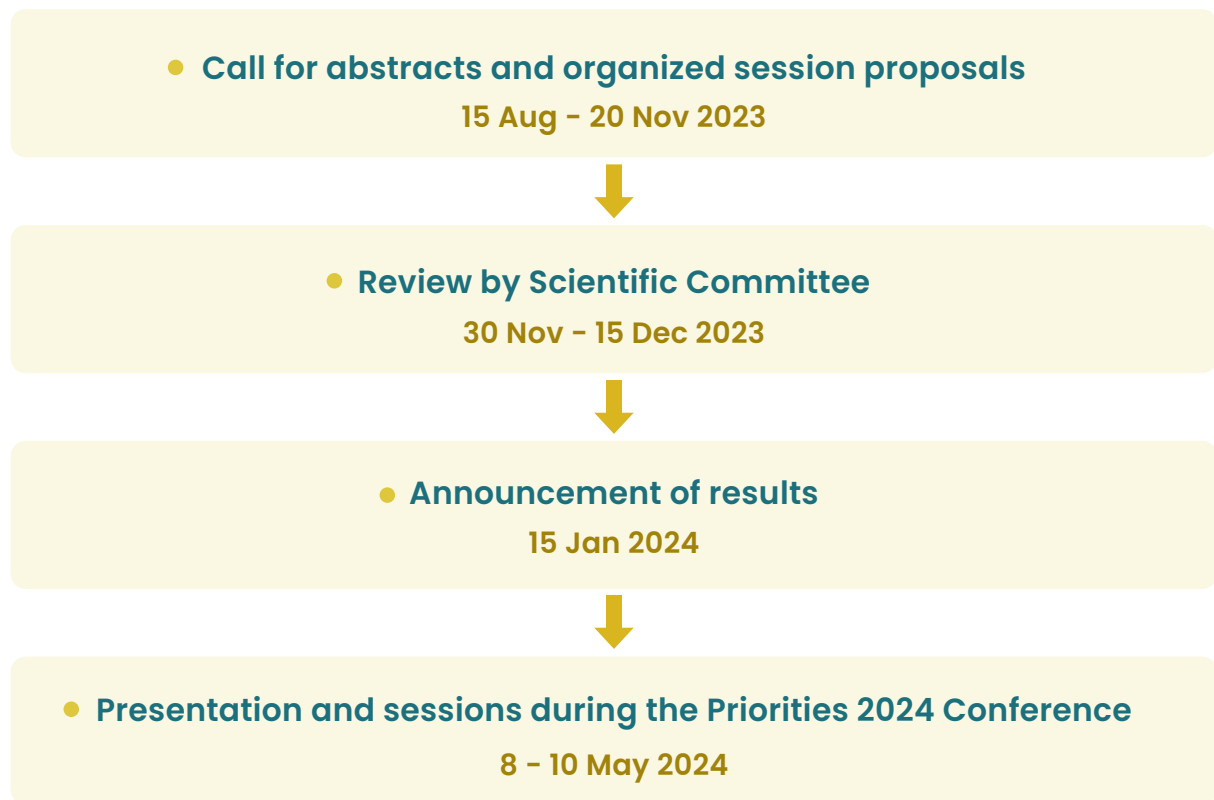 Call for abstracts and organized session proposals
15 Aug - 20 Nov 2023
Review by Scientific Committee
30 Nov - 15 Dec 2023
Announcement of results
15 Jan 2024
Presentation and sessions during the Priorities 2024 Conference
8 - 10 May 2024